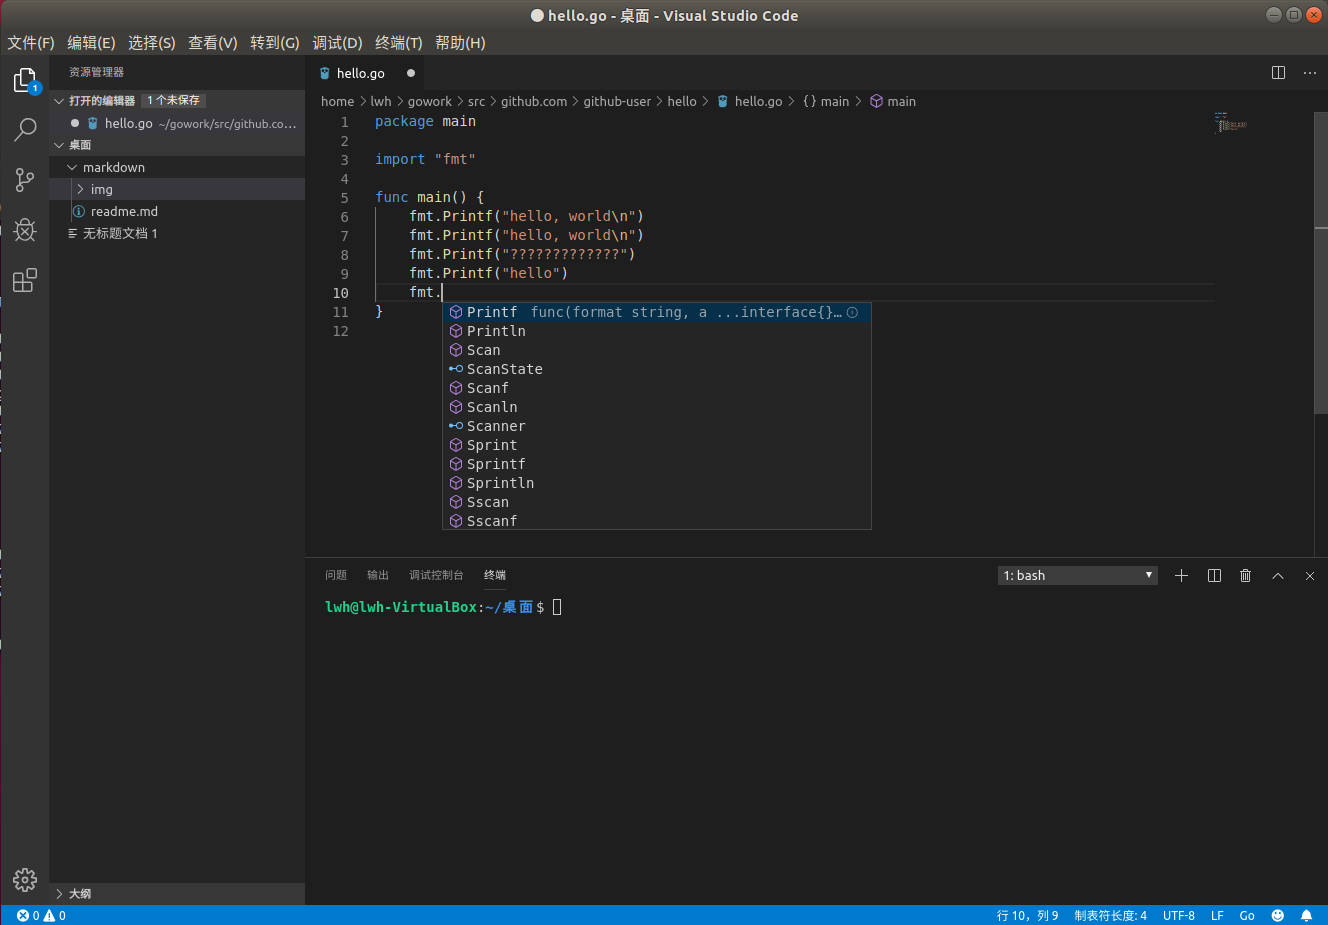 hello.go - 桌面 - Visual Studio Code
文件(F) 编辑(E) 选择(S) 查看(V) 转到(G) 调试(D) 终端(T) 帮助(H)
资源管理器
打开的编辑器 1 个未保存
hello.go ~/gowork/src/github.co...
桌面
markdown
img
readme.md
无标题文档 1
大纲
1
hello.go
home lwh gowork src github.com github-user hello hello.go {} main main
1 package main
2
3 import "fmt"
4
5 func main() {
6 fmt.Printf("hello, world\n")
7 fmt.Printf("hello, world\n")
8 fmt.Printf("?????????????")
9 fmt.Printf("hello")
10 fmt.
11 }
12
Printf func(format string, a ...interface{}…
Println
Scan
ScanState
Scanf
Scanln
Scanner
Sprint
Sprintf
Sprintln
Sscan
Sscanf
问题 输出 调试控制台 终端 1: bash
lwh@lwh-VirtualBox:~/桌面$
0 0 行 10，列 9 制表符长度: 4 UTF-8 LF Go